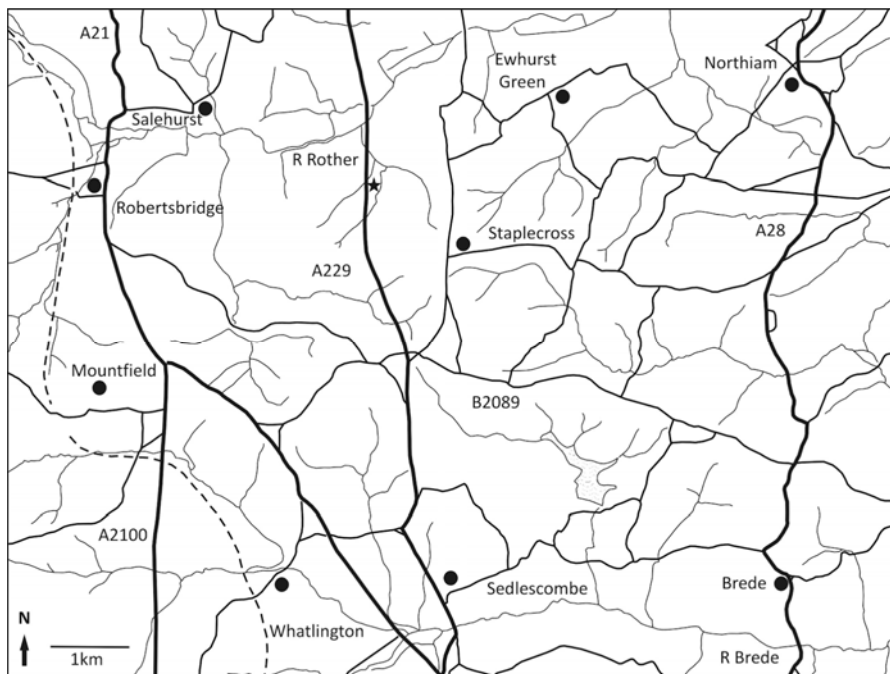 A21
Ewhurst
Green
Northiam
Salehurst
R Rother
Robertsbridge
Staplecross
A28
A229
Mountfield
B2089
A2100
Sedlescombe
Brede
N
Whatlington
1km
R Brede